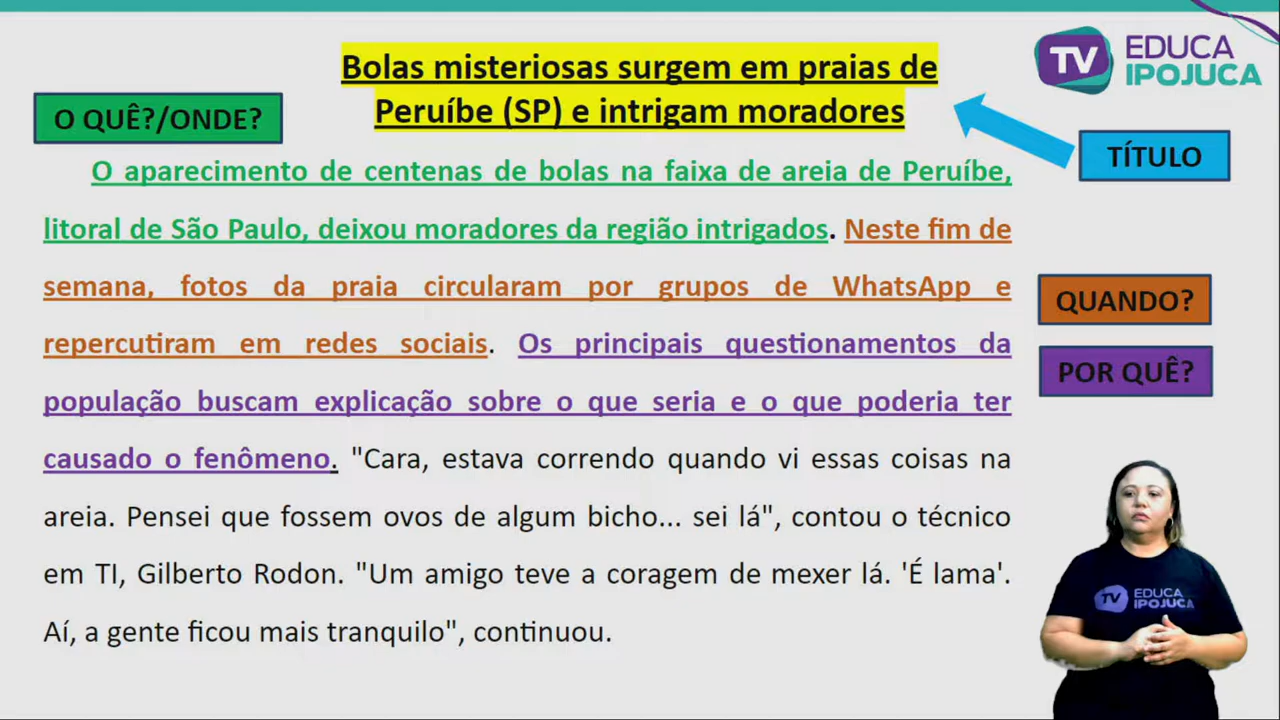 Bolas misteriosas surgem em praias de
Peruíbe (SP) e intrigam moradores
TV EDUCA
IPOJUCA
O QUÊ?/ONDE?
TÍTULO
O aparecimento de centenas de bolas na faixa de areia de Peruíbe,
litoral de São Paulo, deixou moradores da região intrigados. Neste fim de
semana, fotos da praia circularam por grupos de WhatsApp e
repercutiram em redes sociais. Os principais questionamentos da
população buscam explicação sobre o que seria e o que poderia ter
causado o fenômeno. "Cara, estava correndo quando vi essas coisas na
areia. Pensei que fossem ovos de algum bicho... sei lá", contou o técnico
em TI, Gilberto Rodon. "Um amigo teve a coragem de mexer lá. 'É lama'.
Aí, a gente ficou mais tranquilo", continuou.
QUANDO?
POR QUÊ?
TV EDUCA
IPOJUCA